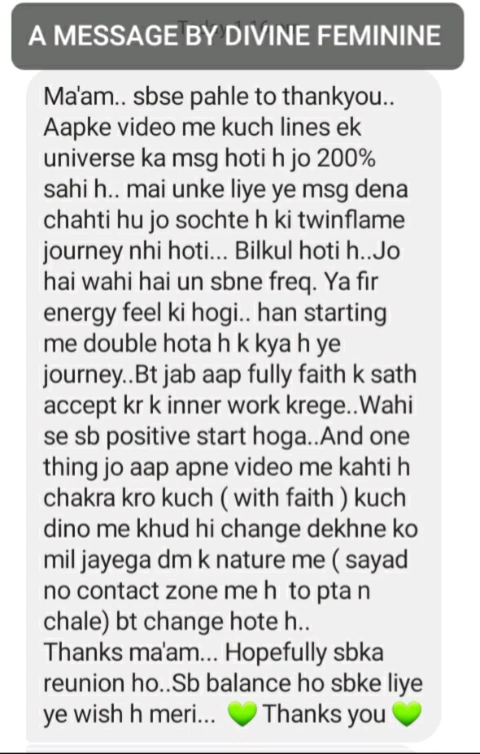 A MESSAGE BY DIVINE FEMININE
Ma'am.. sbse pahle to thankyou..
Aapke video me kuch lines ek
universe ka msg hoti h jo 200%
sahi h.. mai unke liye ye msg dena
chahti hu jo sochte h ki twinflame
journey nhi hoti... Bilkul hoti h..Jo
hai wahi hai un sbne freq. Ya fir
energy feel ki hogi.. han starting
me double hota h k kya h ye
journey..Bt jab aap fully faith k sath
accept kr k inner work krege..Wahi
se sb positive start hoga..And one
thing jo aap apne video me kahti h
chakra kro kuch ( with faith ) kuch
dino me khud hi change dekhne ko
mil jayega dm k nature me ( sayad
no contact zone me h  to pta n
chale) bt change hote h..
Thanks ma'am... Hopefully sbka
reunion ho..Sb balance ho sbke liye
ye wish h meri... 💚 Thanks you 💚